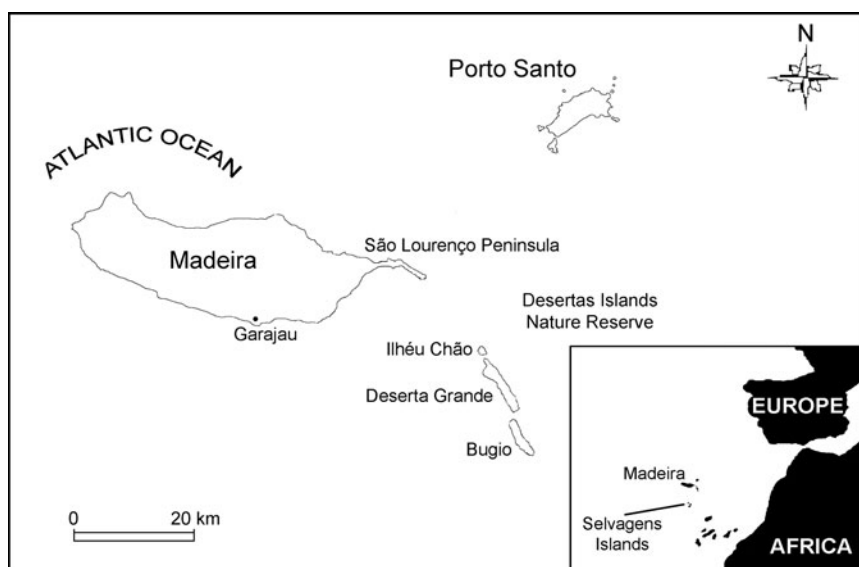 N
Porto Santo
ATLANTIC OCEAN
São Lourenço Peninsula
Madeira
Desertas Islands
Nature Reserve
Garajau
Ilhéu Chão
Deserta Grande
Bugio
0 20 km
EUROPE
Madeira
Selvagens
Islands
AFRICA